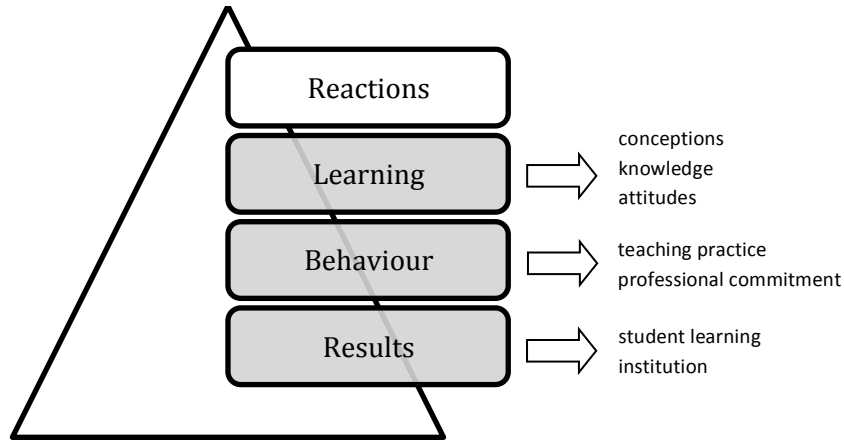 Reactions
Learning
conceptions
knowledge
attitudes
Behaviour
teaching practice
professional commitment
Results
student learning
institution